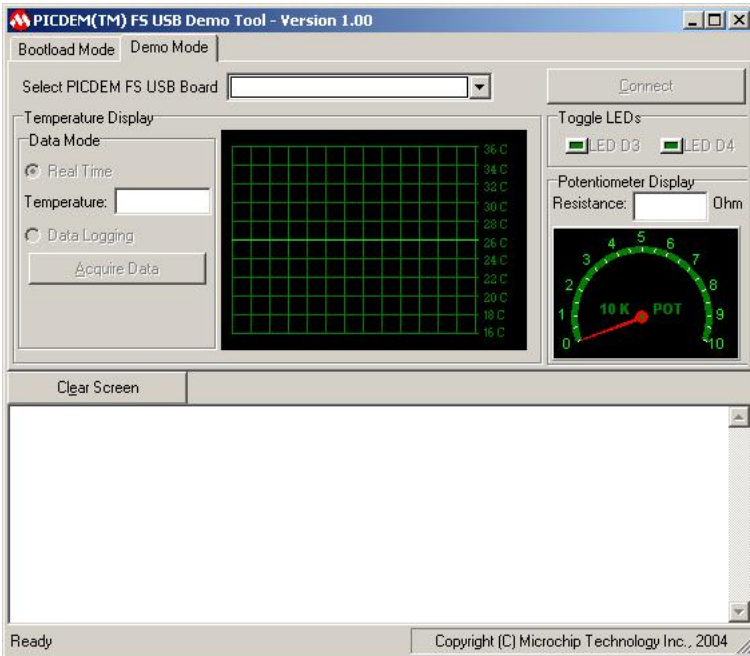 PICDEM(TM) FS USB Demo Tool - Version 1.00
Bootload Mode
Demo Mode
Select PICDEM FS USB Board
Connect
Temperature Display
Data Mode
Real Time
Temperature:
Data Logging
Acquire Data
36 C
34 C
32 C
30 C
28 C
26 C
24 C
22 C
20 C
18 C
16 C
Toggle LEDs
LED D3
LED D4
Potentiometer Display
Resistance:
Ohm
0
1
2
3
4
5
6
7
8
9
10
10 K POT
Clear Screen
Ready
Copyright (C) Microchip Technology Inc., 2004